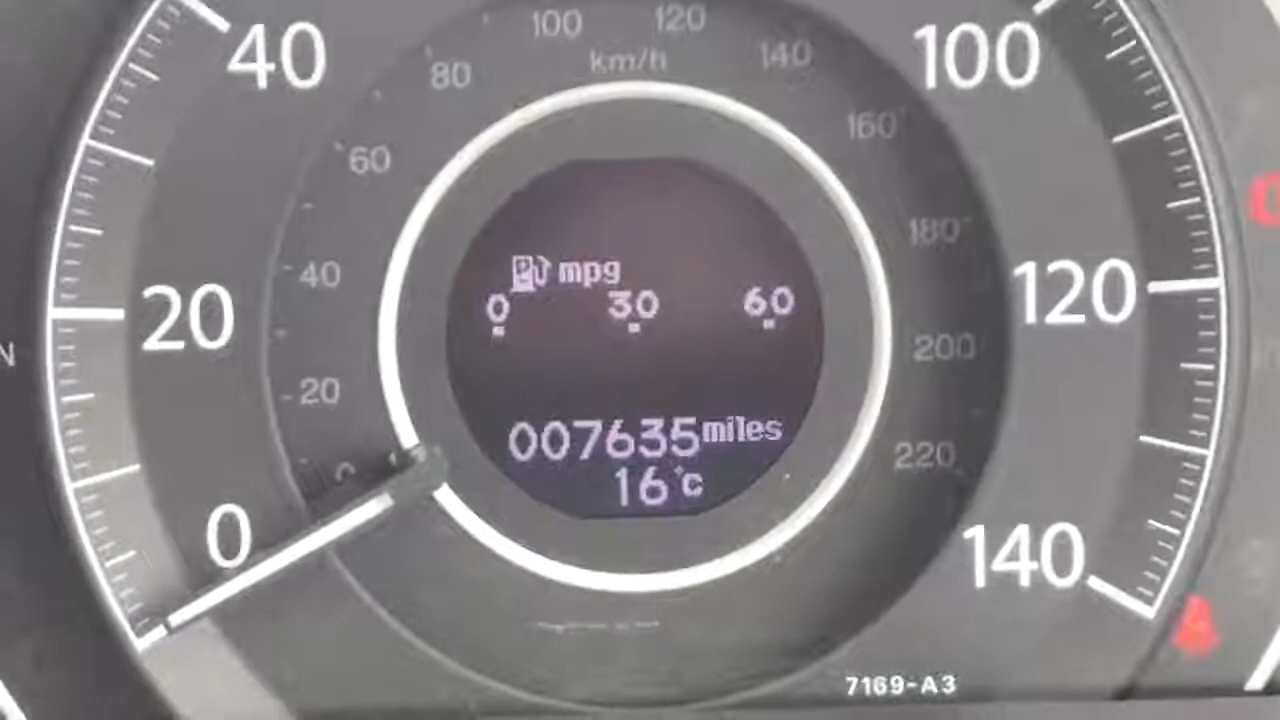 100 120
40 km/h 100
80 140
160
60
180
mpg
40
0 30 60
20 120
200
20
007635 miles
220
16°c
0
0
140
7169-A3
N